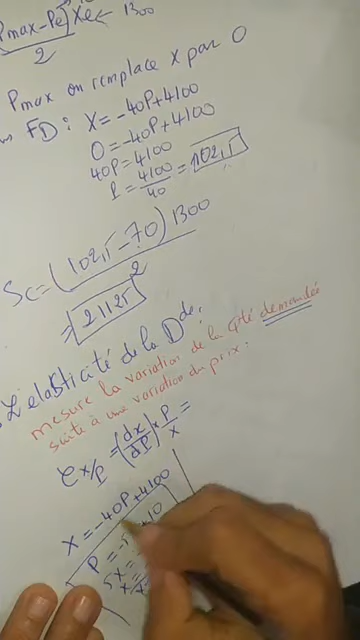 Pmax-Pe) Xe ← 1300
2
Pmax on remplace X par 0
FD: X = -40P+4100
0 = -40P+4100
40P = 4100
P = 4100/40 = 102,5
Sc = (102,5-70) 1300
2
= 21125
L'elasticité de la Dde:
mesure la variation de la Qté demandée
suite à une variation du prix:
e x/p = (dx/dP) * P/x =
X = -40P+4100
P =
5X =